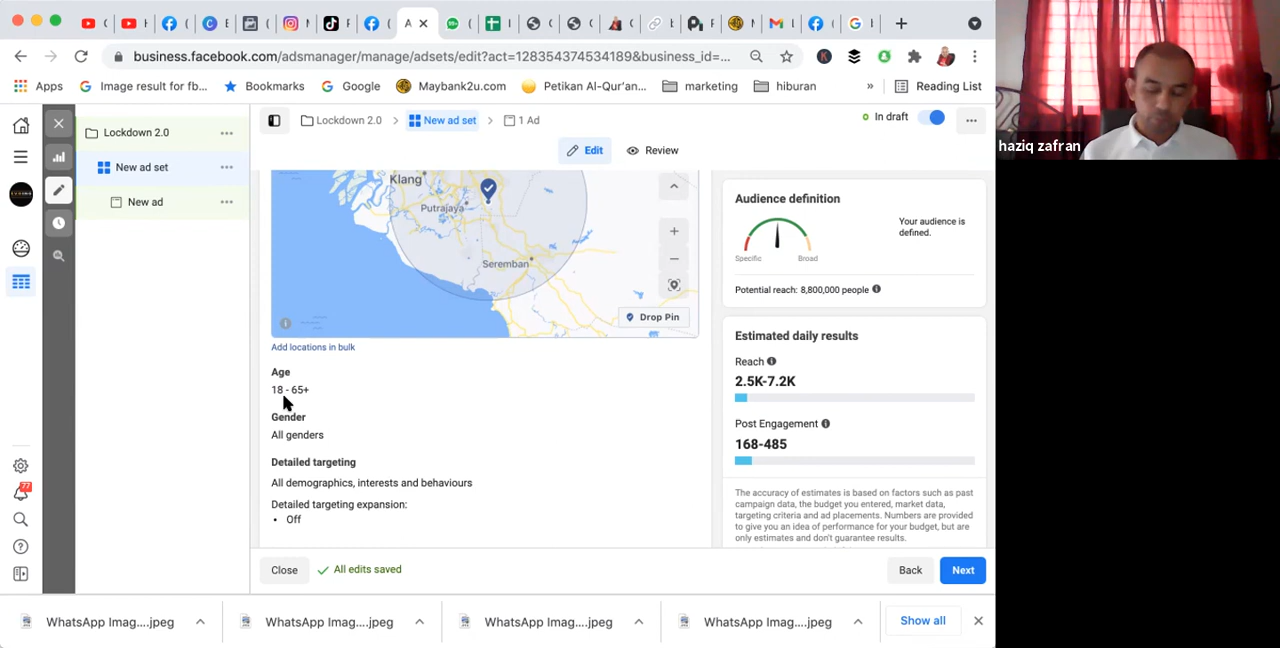 business.facebook.com/adsmanager/manage/adsets/edit?act=128354374534189&business_id=...
Apps
Image result for fb...
Bookmarks
Google
Maybank2u.com
Petikan Al-Qur'an...
marketing
hiburan
»
Reading List
Lockdown 2.0
New ad set
New ad
Lockdown 2.0 > New ad set > 1 Ad
In draft
Edit
Review
Klang
Putrajaya
Seremban
Drop Pin
Add locations in bulk
Age
18 - 65+
Gender
All genders
Detailed targeting
All demographics, interests and behaviours
Detailed targeting expansion:
• Off
Audience definition
Your audience is
defined.
Specific
Broad
Potential reach: 8,800,000 people
Estimated daily results
Reach
2.5K-7.2K
Post Engagement
168-485
The accuracy of estimates is based on factors such as past
campaign data, the budget you entered, market data,
targeting criteria and ad placements. Numbers are provided
to give you an idea of performance for your budget, but are
only estimates and don't guarantee results.
Close
All edits saved
Back
Next
WhatsApp Imag....jpeg
WhatsApp Imag....jpeg
WhatsApp Imag....jpeg
WhatsApp Imag....jpeg
Show all
haziq zafran